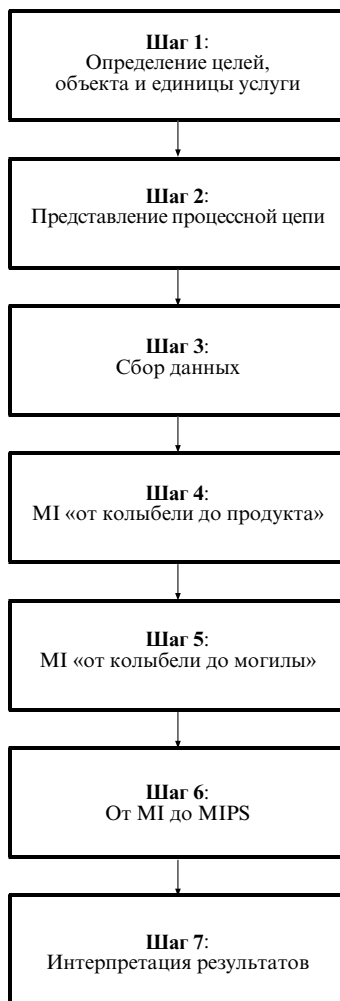 Шаг 1:
Определение целей,
объекта и единицы услуги
Шаг 2:
Представление процессной цепи
Шаг 3:
Сбор данных
Шаг 4:
MI «от колыбели до продукта»
Шаг 5:
MI «от колыбели до могилы»
Шаг 6:
От MI до MIPS
Шаг 7:
Интерпретация результатов